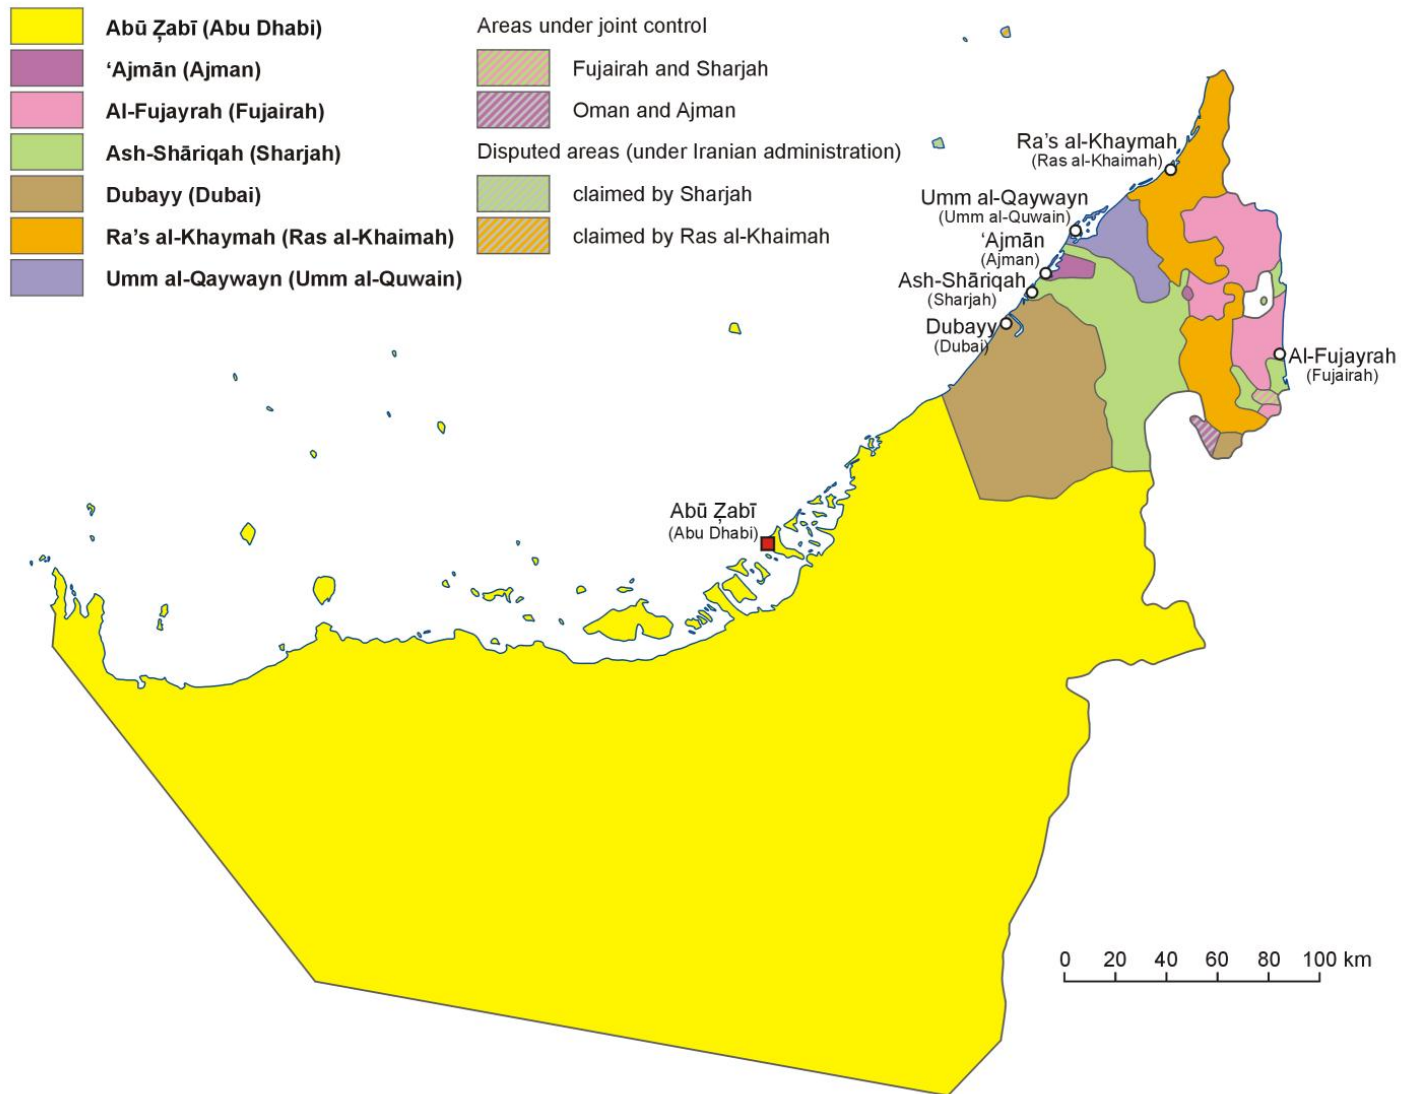 Abū Z̧abī (Abu Dhabi)
‘Ajmān (Ajman)
Al-Fujayrah (Fujairah)
Ash-Shāriqah (Sharjah)
Dubayy (Dubai)
Ra’s al-Khaymah (Ras al-Khaimah)
Umm al-Qaywayn (Umm al-Quwain)
Areas under joint control
Fujairah and Sharjah
Oman and Ajman
Disputed areas (under Iranian administration)
claimed by Sharjah
claimed by Ras al-Khaimah
Ra’s al-Khaymah
(Ras al-Khaimah)
Umm al-Qaywayn
(Umm al-Quwain)
‘Ajmān
(Ajman)
Ash-Shāriqah
(Sharjah)
Dubayy
(Dubai)
Al-Fujayrah
(Fujairah)
Abū Z̧abī
(Abu Dhabi)
0 20 40 60 80 100 km